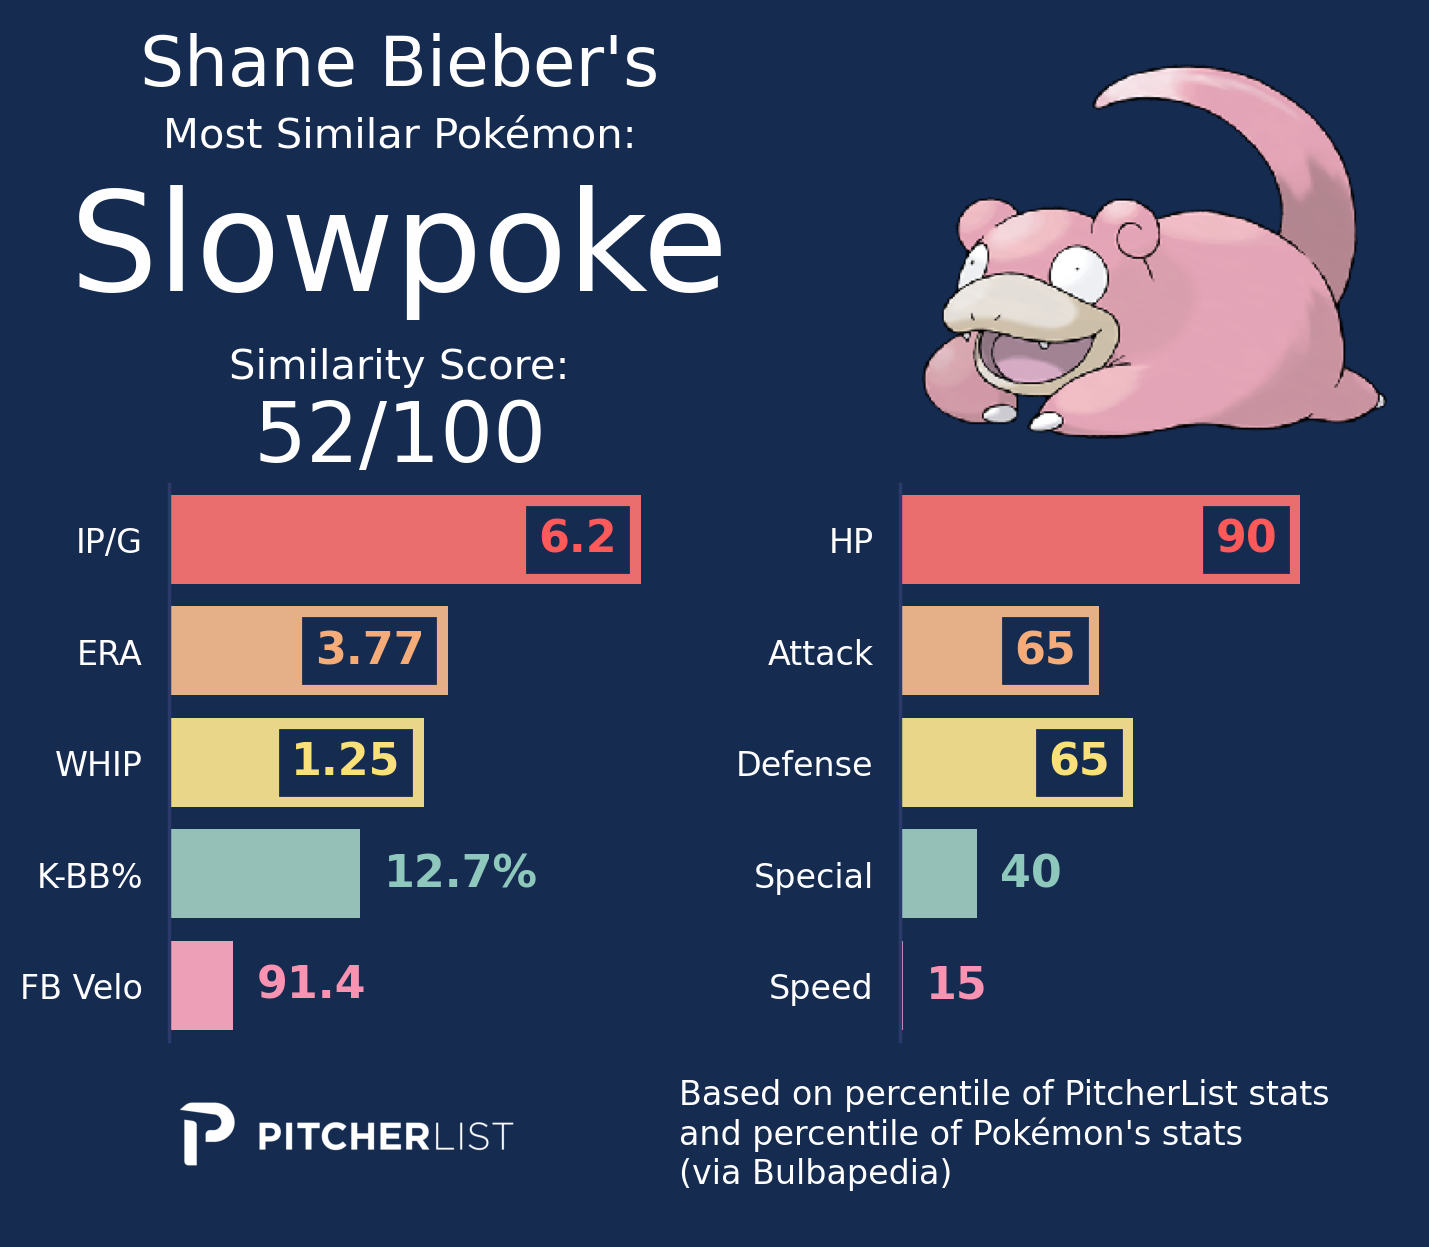 Shane Bieber's
Most Similar Pokémon:
Slowpoke
Similarity Score:
52/100
IP/G 6.2
ERA 3.77
WHIP 1.25
K-BB% 12.7%
FB Velo 91.4
HP 90
Attack 65
Defense 65
Special 40
Speed 15
PITCHERLIST
Based on percentile of PitcherList stats
and percentile of Pokémon's stats
(via Bulbapedia)